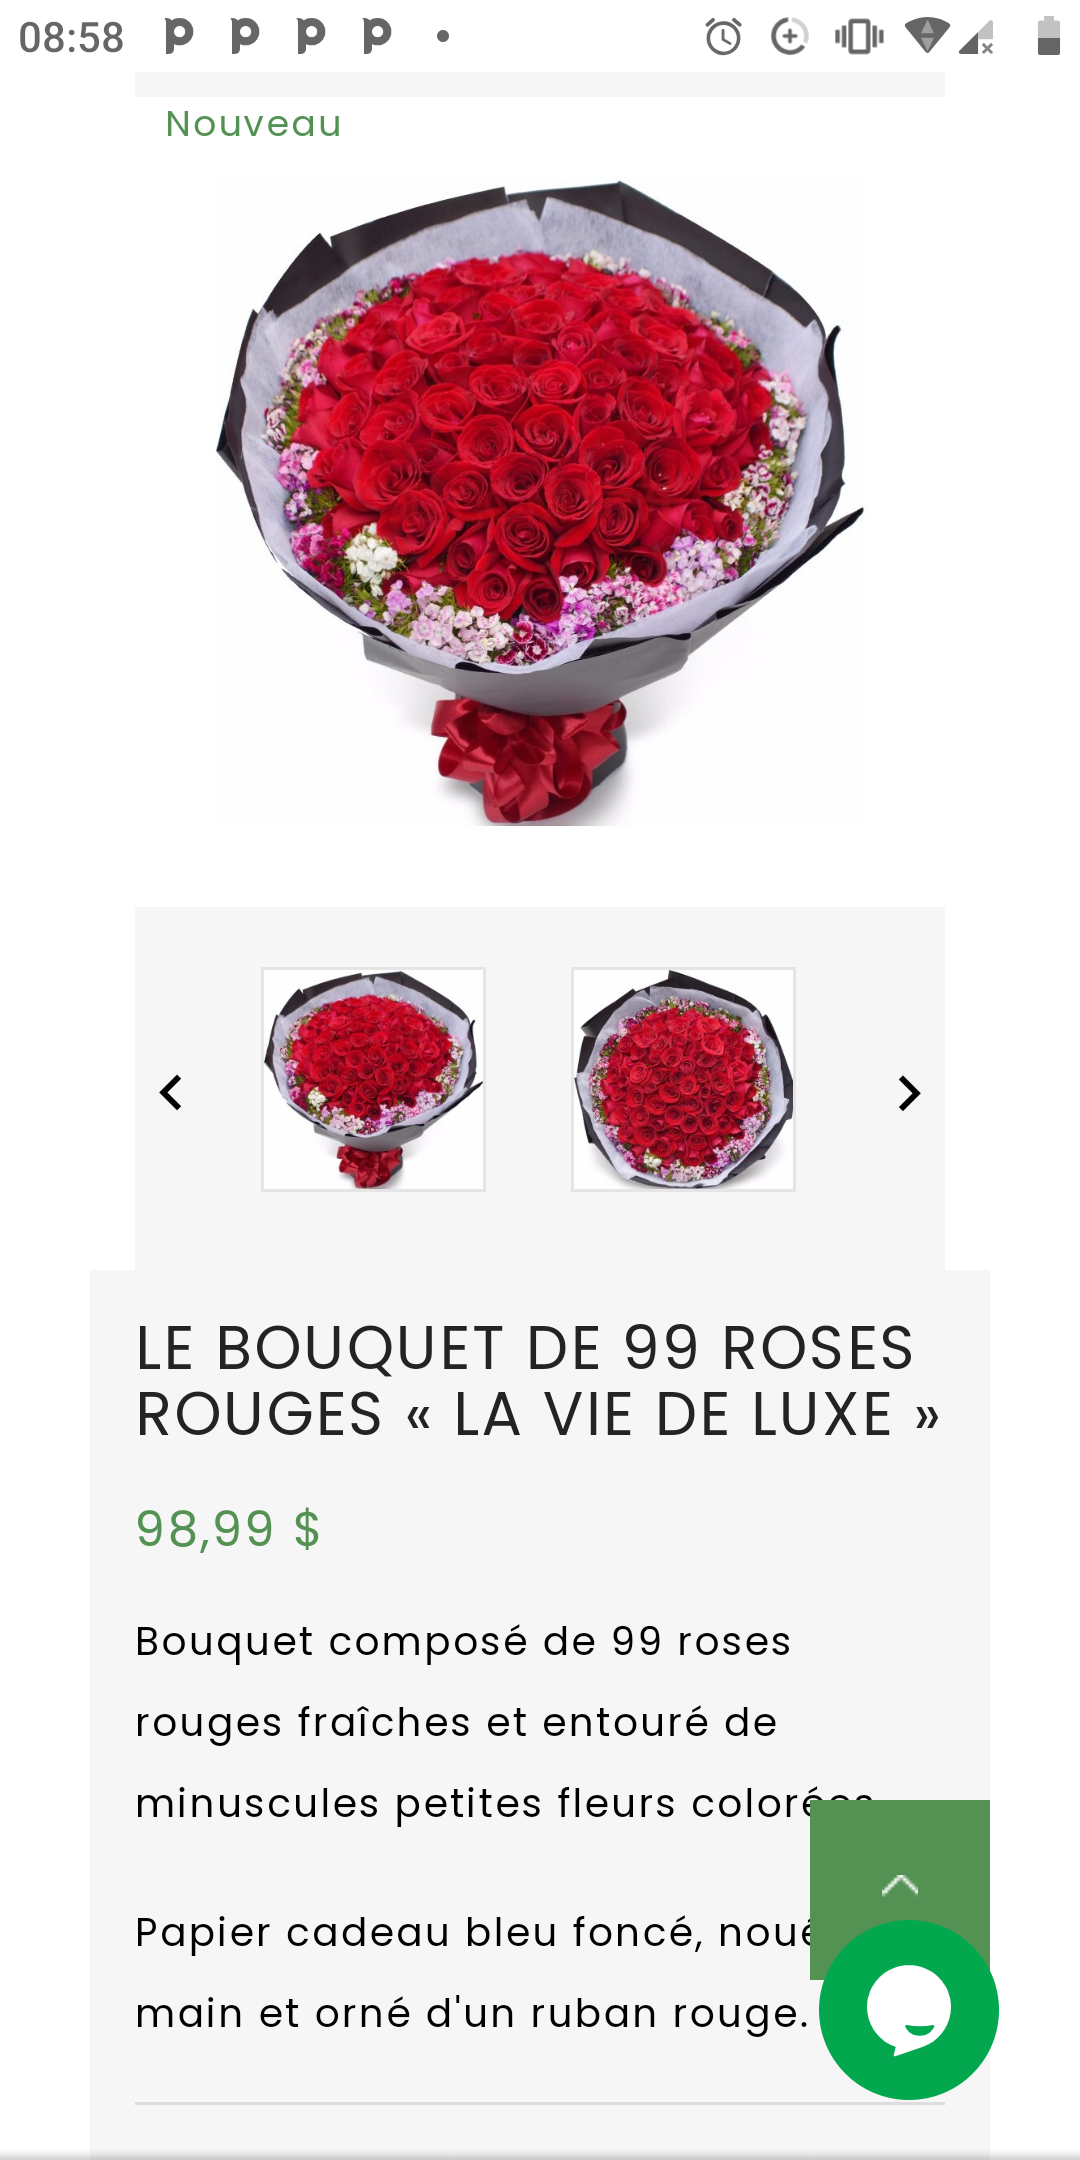 08:58
Nouveau
LE BOUQUET DE 99 ROSES
ROUGES « LA VIE DE LUXE »
98,99 $
Bouquet composé de 99 roses
rouges fraîches et entouré de
minuscules petites fleurs colorées
Papier cadeau bleu foncé, noué
main et orné d'un ruban rouge.